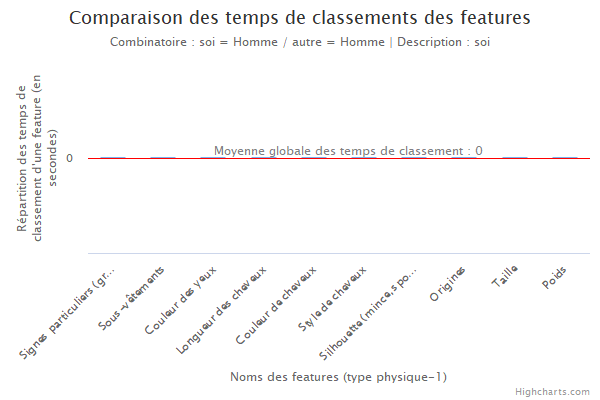 Comparaison des temps de classements des features
Combinatoire : soi = Homme / autre = Homme | Description : soi
Répartition des temps de
classement d'une feature (en
secondes)
0
Moyenne globale des temps de classement : 0
Signes particuliers (gr...
Sous-vêtements
Couleur des yeux
Longueur des cheveux
Couleur de cheveux
Style de cheveux
Silhouette (mince, spo...
Origines
Taille
Poids
Noms des features (type physique-1)
Highcharts.com